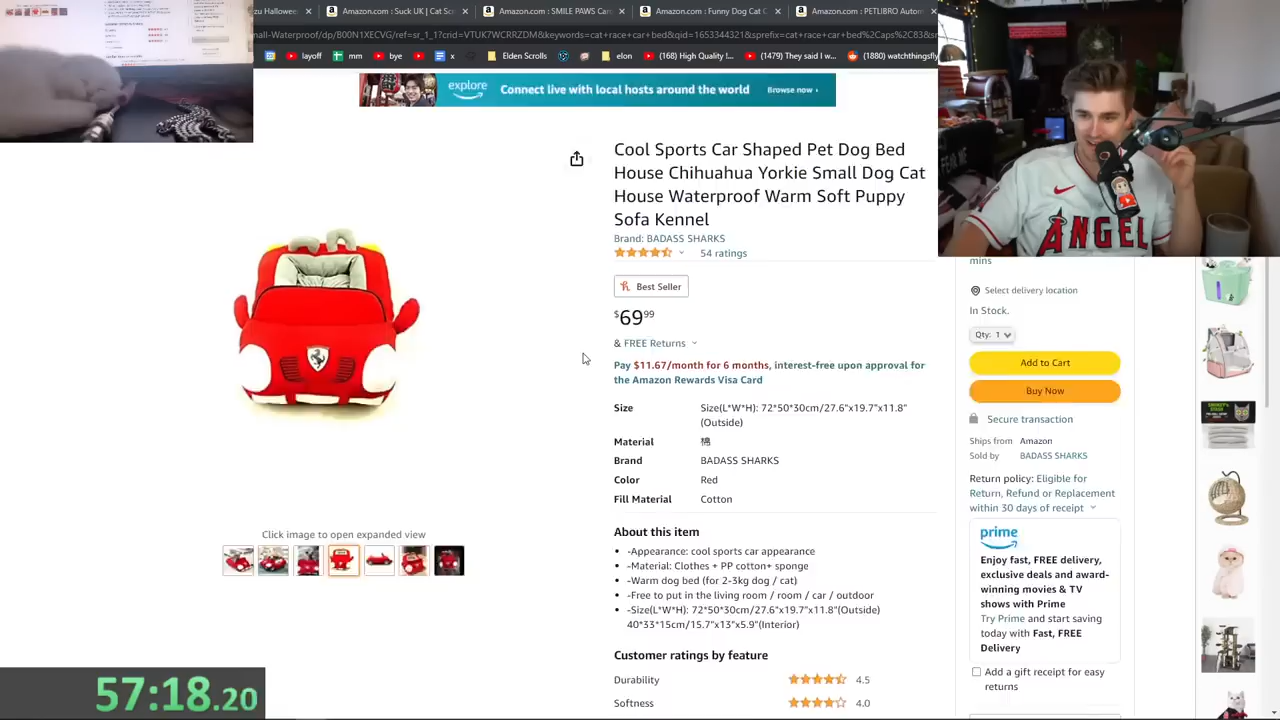 Amazon
Cat Sc
Amazon.com
Amazon.com : Forg
Cat
PETLIB
race+car+bed
layoff
mm
bye
x
Elden Scrolls
elon
(168) High Quality I...
(1479) They said w...
(1880) watchthingsfly
explore
Connect live with local hosts around the world
Browse now ›
Cool Sports Car Shaped Pet Dog Bed
House Chihuahua Yorkie Small Dog Cat
House Waterproof Warm Soft Puppy
Sofa Kennel
Brand: BADASS SHARKS
54 ratings
Best Seller
$69 99
& FREE Returns
Pay $11.67/month for 6 months, interest-free upon approval for
the Amazon Rewards Visa Card
Size Size(L*W*H): 72*50*30cm/27.6"x19.7"x11.8"
(Outside)
Material 棉
Brand BADASS SHARKS
Color Red
Fill Material Cotton
About this item
• -Appearance: cool sports car appearance
• -Material: Clothes + PP cotton+ sponge
• -Warm dog bed (for 2-3kg dog / cat)
• -Free to put in the living room / room / car / outdoor
• -Size(L*W*H): 72*50*30cm/27.6"x19.7"x11.8"(Outside)
40*33*15cm/15.7"x13"x5.9"(Interior)
Customer ratings by feature
Durability 4.5
Softness 4.0
Click image to open expanded view
57:18.20
ANGEL
mins
Select delivery location
In Stock.
Qty: 1
Add to Cart
Buy Now
Secure transaction
Ships from Amazon
Sold by BADASS SHARKS
Return policy: Eligible for
Return, Refund or Replacement
within 30 days of receipt
prime
Enjoy fast, FREE delivery,
exclusive deals and award-
winning movies & TV
shows with Prime
Try Prime and start saving
today with Fast, FREE
Delivery
Add a gift receipt for easy
returns